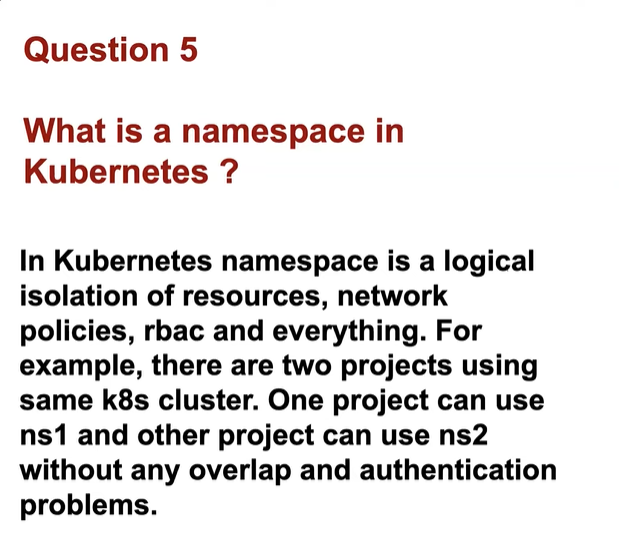 Question 5
What is a namespace in
Kubernetes ?
In Kubernetes namespace is a logical
isolation of resources, network
policies, rbac and everything. For
example, there are two projects using
same k8s cluster. One project can use
ns1 and other project can use ns2
without any overlap and authentication
problems.